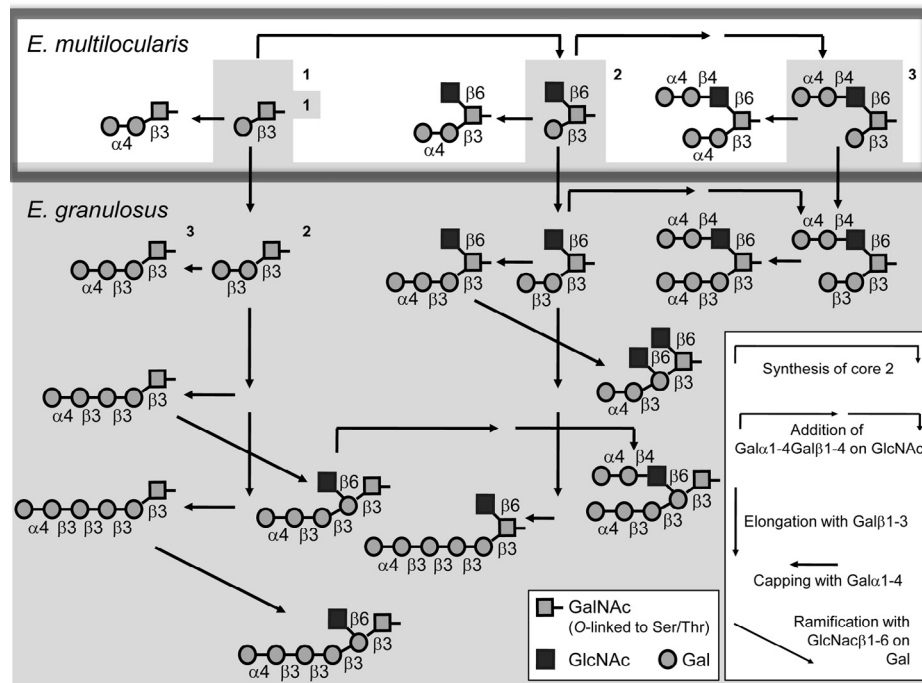 E. multilocularis
1
1
2
3
β3
α4
β3
β6
β3
α4
β6
β3
α4 β4
β6
β3
α4
α4 β4
β6
β3
E. granulosus
3
β3
α4 β3
2
β3
β3
β6
β3
α4 β3
β6
β3
β3
α4 β4
β6
β3
α4 β3
α4 β4
β6
β3
β3
β6
β6
β3
α4
β3
α4 β3 β3
β6
β3
α4 β3
α4 β4
β6
β3
α4 β3
β3
α4 β3 β3 β3
β6
β3
α4 β3 β3 β3
β6
β3
α4 β3 β3
GalNAc
(O-linked to Ser/Thr)
GlcNAc Gal
Synthesis of core 2
Addition of
Galα1-4Galβ1-4 on GlcNAc
Elongation with Galβ1-3
Capping with Galα1-4
Ramification with
GlcNacβ1-6 on
Gal